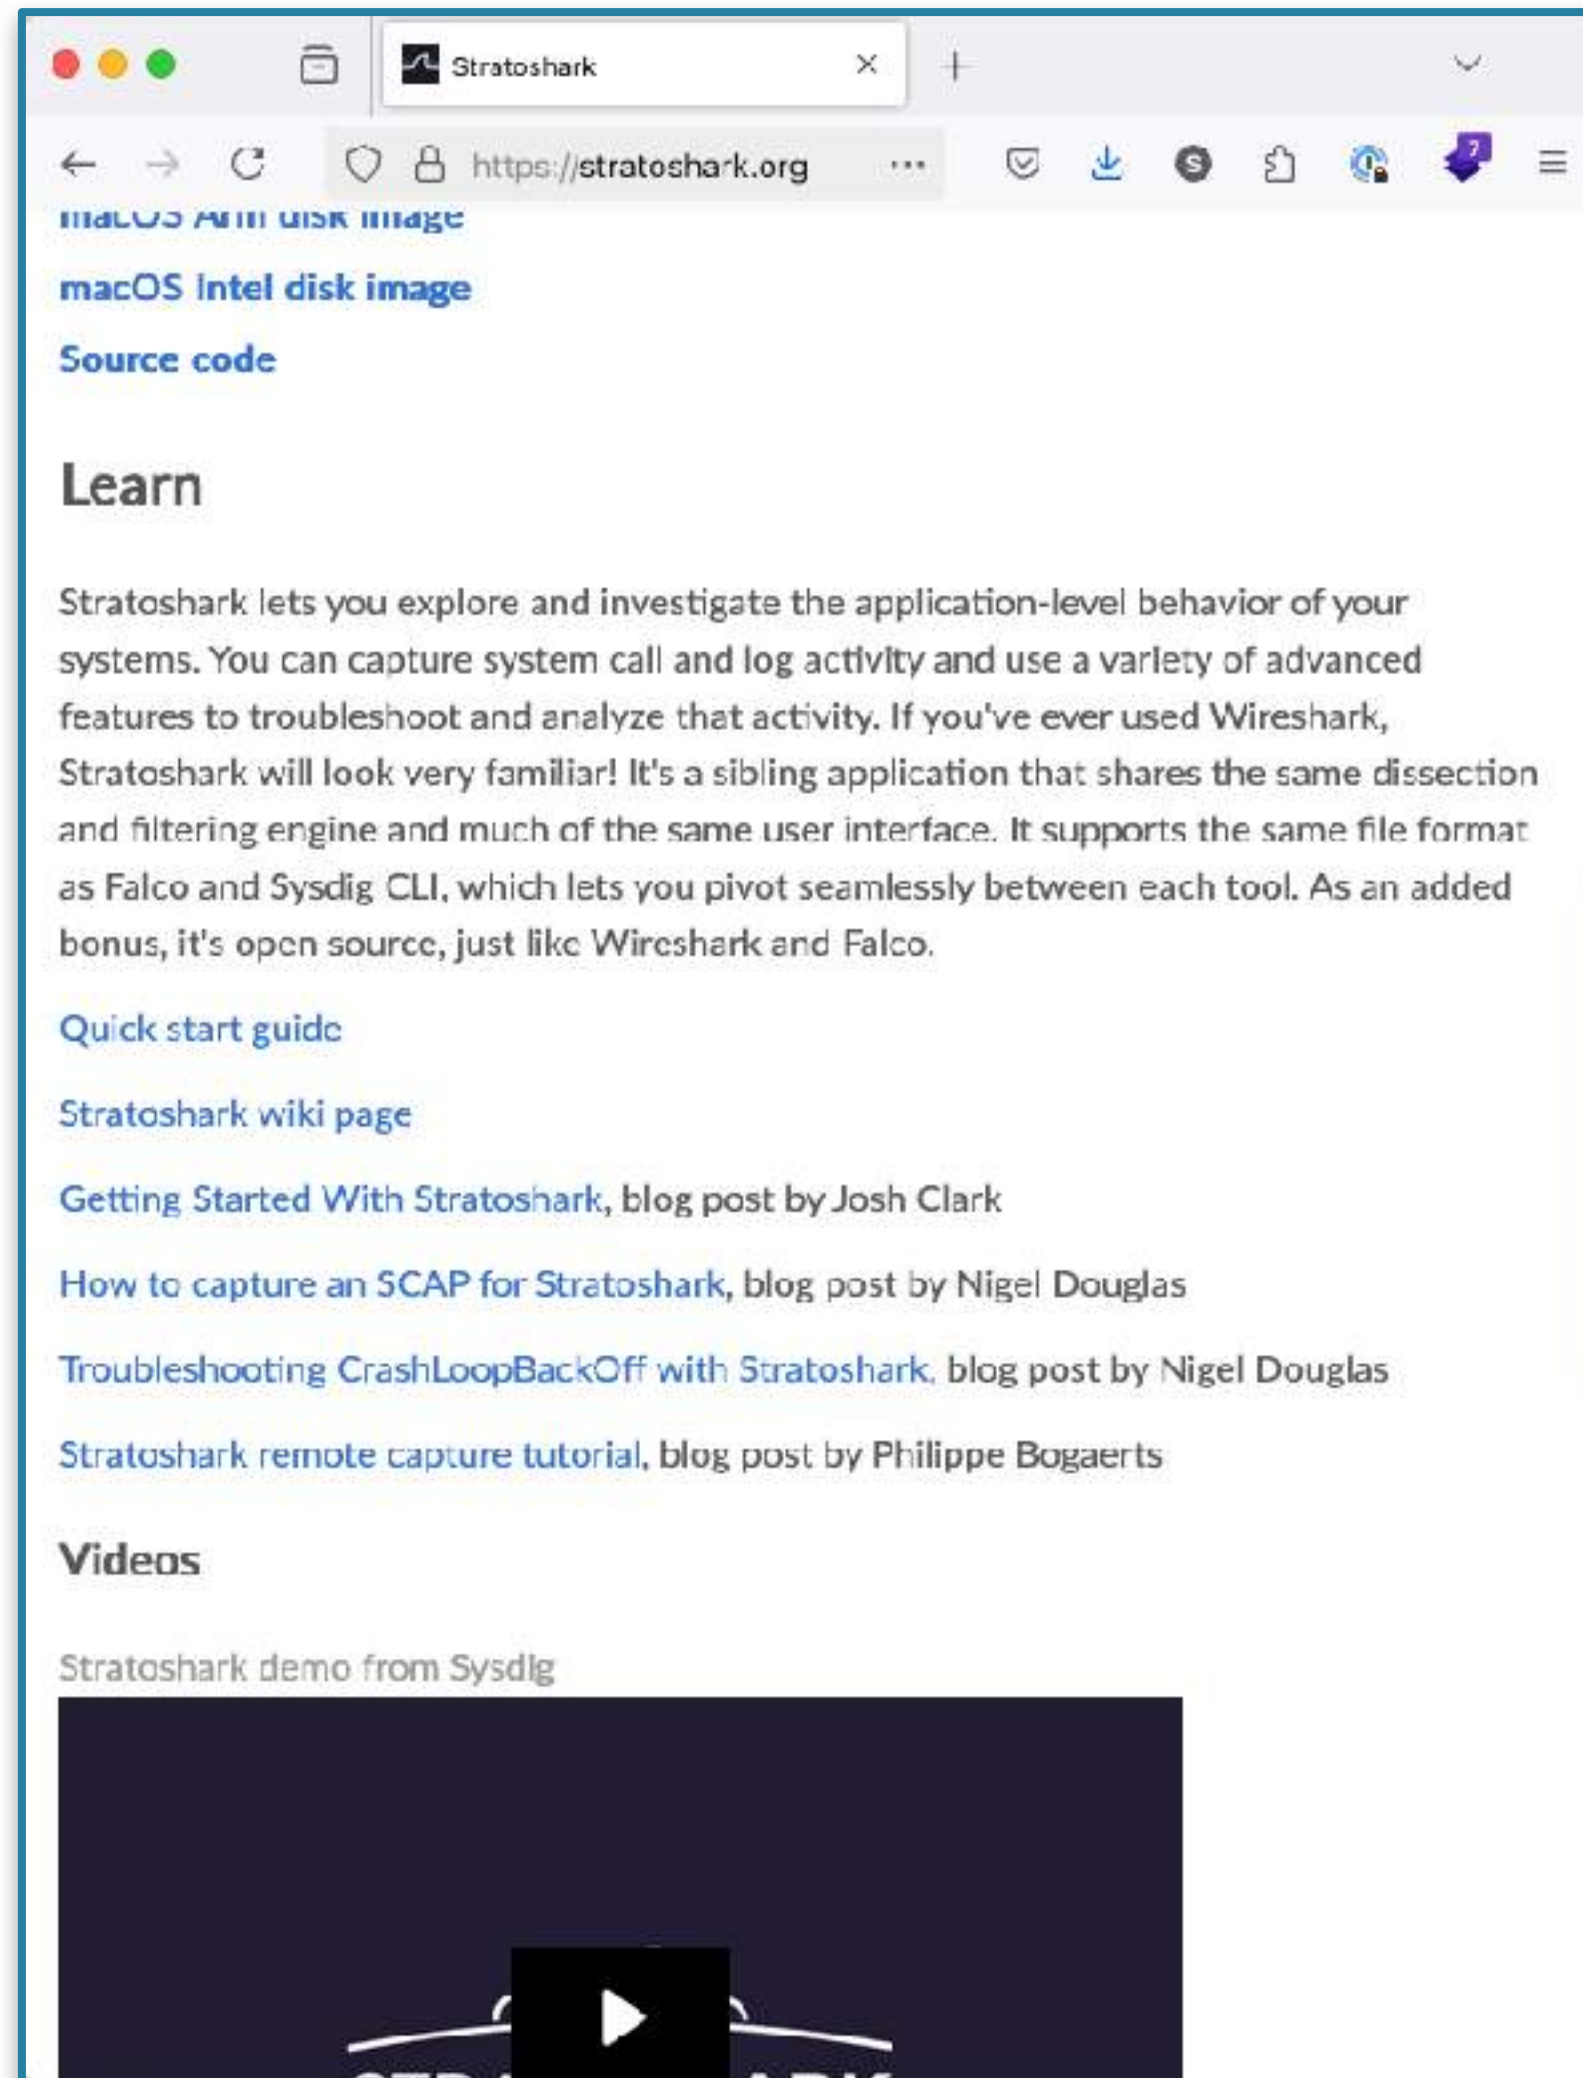 Stratoshark
https://stratoshark.org
7
macOS Arm disk image
macOS Intel disk image
Source code
Learn
Stratoshark lets you explore and investigate the application-level behavior of your
systems. You can capture system call and log activity and use a variety of advanced
features to troubleshoot and analyze that activity. If you've ever used Wireshark,
Stratoshark will look very familiar! It's a sibling application that shares the same dissection
and filtering engine and much of the same user interface. It supports the same file format
as Falco and Sysdig CLI, which lets you pivot seamlessly between each tool. As an added
bonus, it's open source, just like Wireshark and Falco.
Quick start guide
Stratoshark wiki page
Getting Started With Stratoshark, blog post by Josh Clark
How to capture an SCAP for Stratoshark, blog post by Nigel Douglas
Troubleshooting CrashLoopBackOff with Stratoshark, blog post by Nigel Douglas
Stratoshark remote capture tutorial, blog post by Philippe Bogaerts
Videos
Stratoshark demo from Sysdig